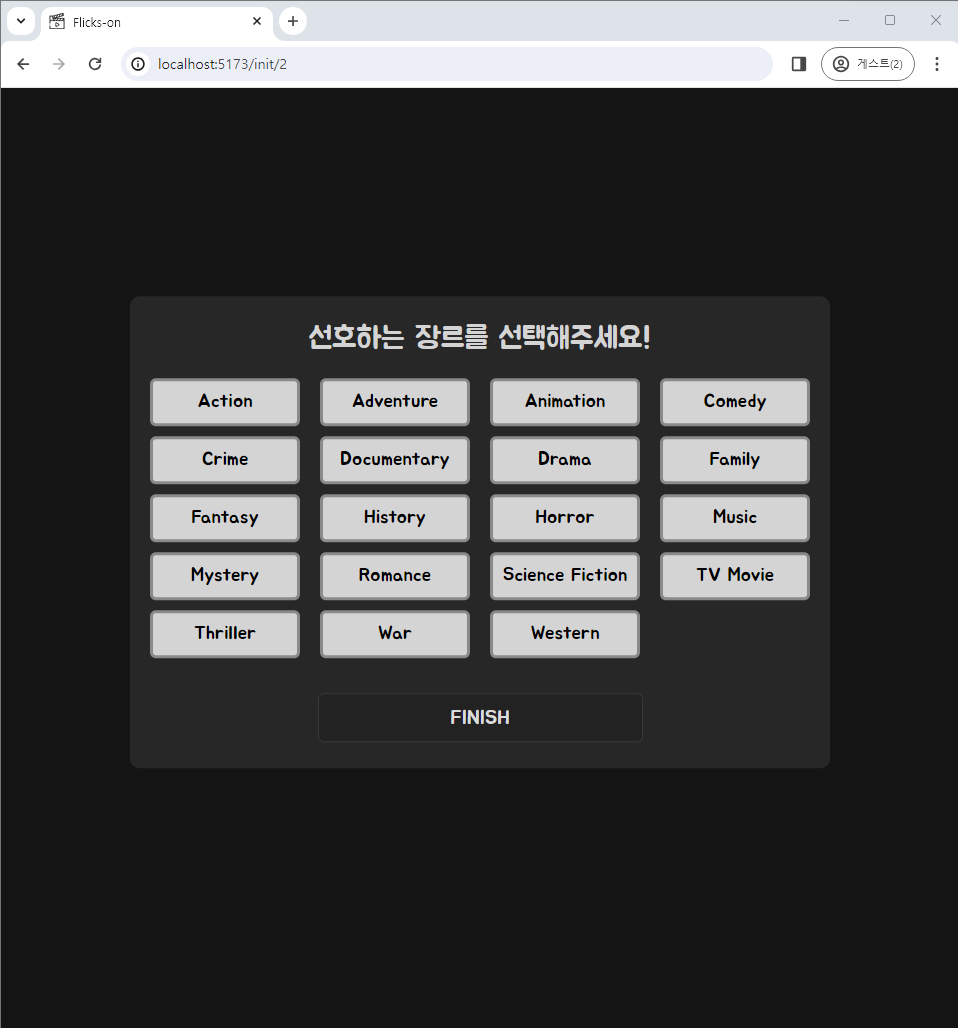 Flicks-on
localhost:5173/init/2
게스트(2)
선호하는 장르를 선택해주세요!
Action Adventure Animation Comedy
Crime Documentary Drama Family
Fantasy History Horror Music
Mystery Romance Science Fiction TV Movie
Thriller War Western
FINISH